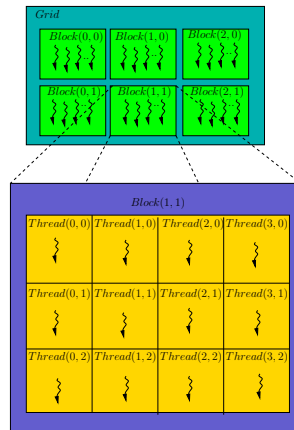 Grid
Block(0,0) Block(1,0) Block(2,0)
Block(0,1) Block(1,1) Block(2,1)
Block(1,1)
Thread(0,0) Thread(1,0) Thread(2,0) Thread(3,0)
Thread(0,1) Thread(1,1) Thread(2,1) Thread(3,1)
Thread(0,2) Thread(1,2) Thread(2,2) Thread(3,2)